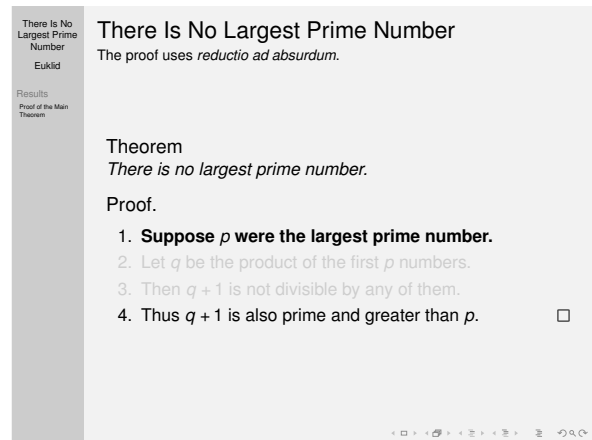 There Is No
Largest Prime
Number
Euklid
Results
Proof of the Main
Theorem
There Is No Largest Prime Number
The proof uses reductio ad absurdum.
Theorem
There is no largest prime number.
Proof.
1. Suppose p were the largest prime number.
2. Let q be the product of the first p numbers.
3. Then q + 1 is not divisible by any of them.
4. Thus q + 1 is also prime and greater than p. □